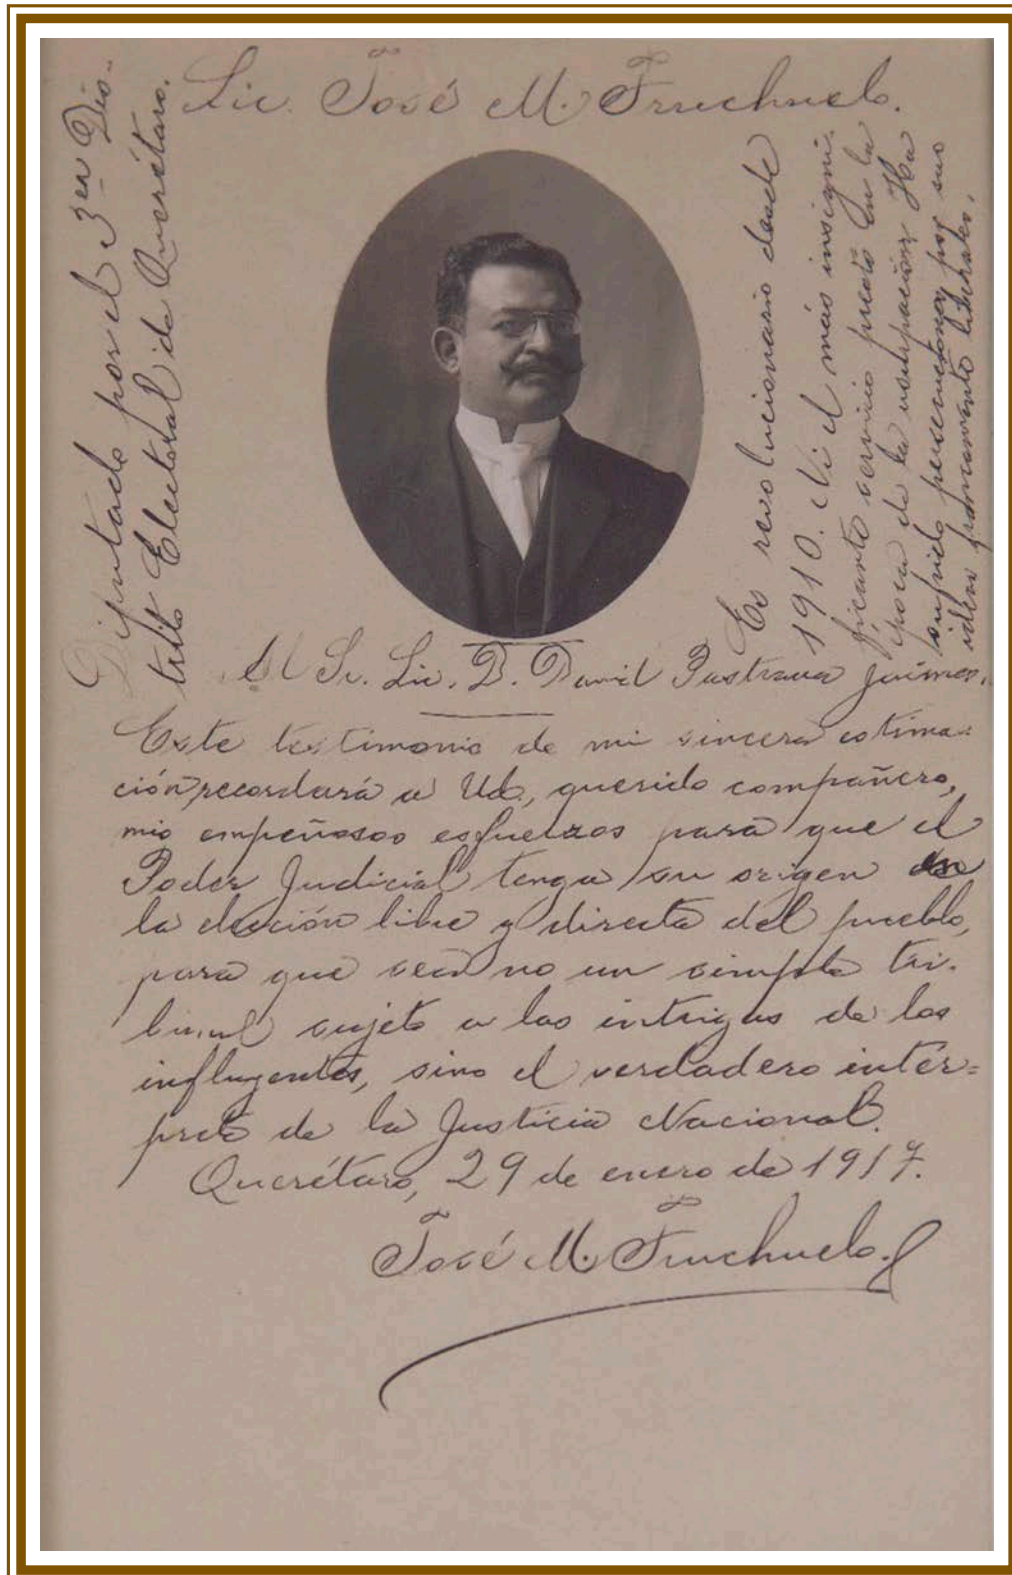 Lic. José M. Truchuelo.
Diputado por el 3er Dis-
trito Electoral de Querétaro.
Es revolucionario desde
1910. Ni el más insigni-
ficante servicio prestó en la
época de la usurpación Ha
sufrido persecuciones por sus
ideas francamente liberales.
Al Sr. Lic. D. David Pastrana Jaimes.
Este testimonio de mi sincera estima-
ción, recordará a Ud., querido compañero,
mis empeñosos esfuerzos para que el
Poder Judicial tenga su origen en
la elección libre y directa del pueblo,
para que sea no un simple tri-
bunal sujeto a las intrigas de los
influyentes, sino el verdadero intér=
prete de la Justicia Nacional.
Querétaro, 29 de enero de 1917.
José M. Truchuelo.